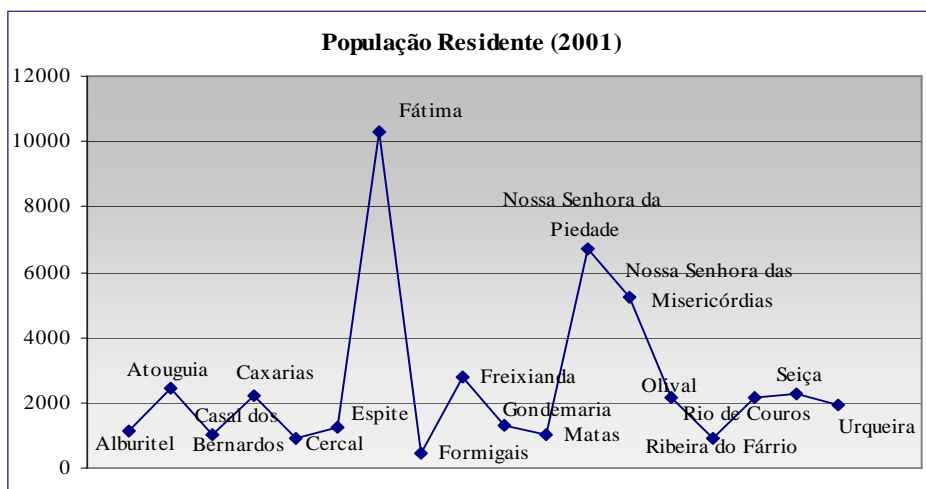 População Residente (2001)
12000
10000
8000
6000
4000
2000
0
Alburitel
Atouguia
Casal dos
Bernardos
Caxarias
Cercal
Espite
Fátima
Formigais
Freixianda
Gondemaria
Matas
Nossa Senhora da
Piedade
Nossa Senhora das
Misericórdias
Olival
Ribeira do Fárrio
Rio de Couros
Seiça
Urqueira